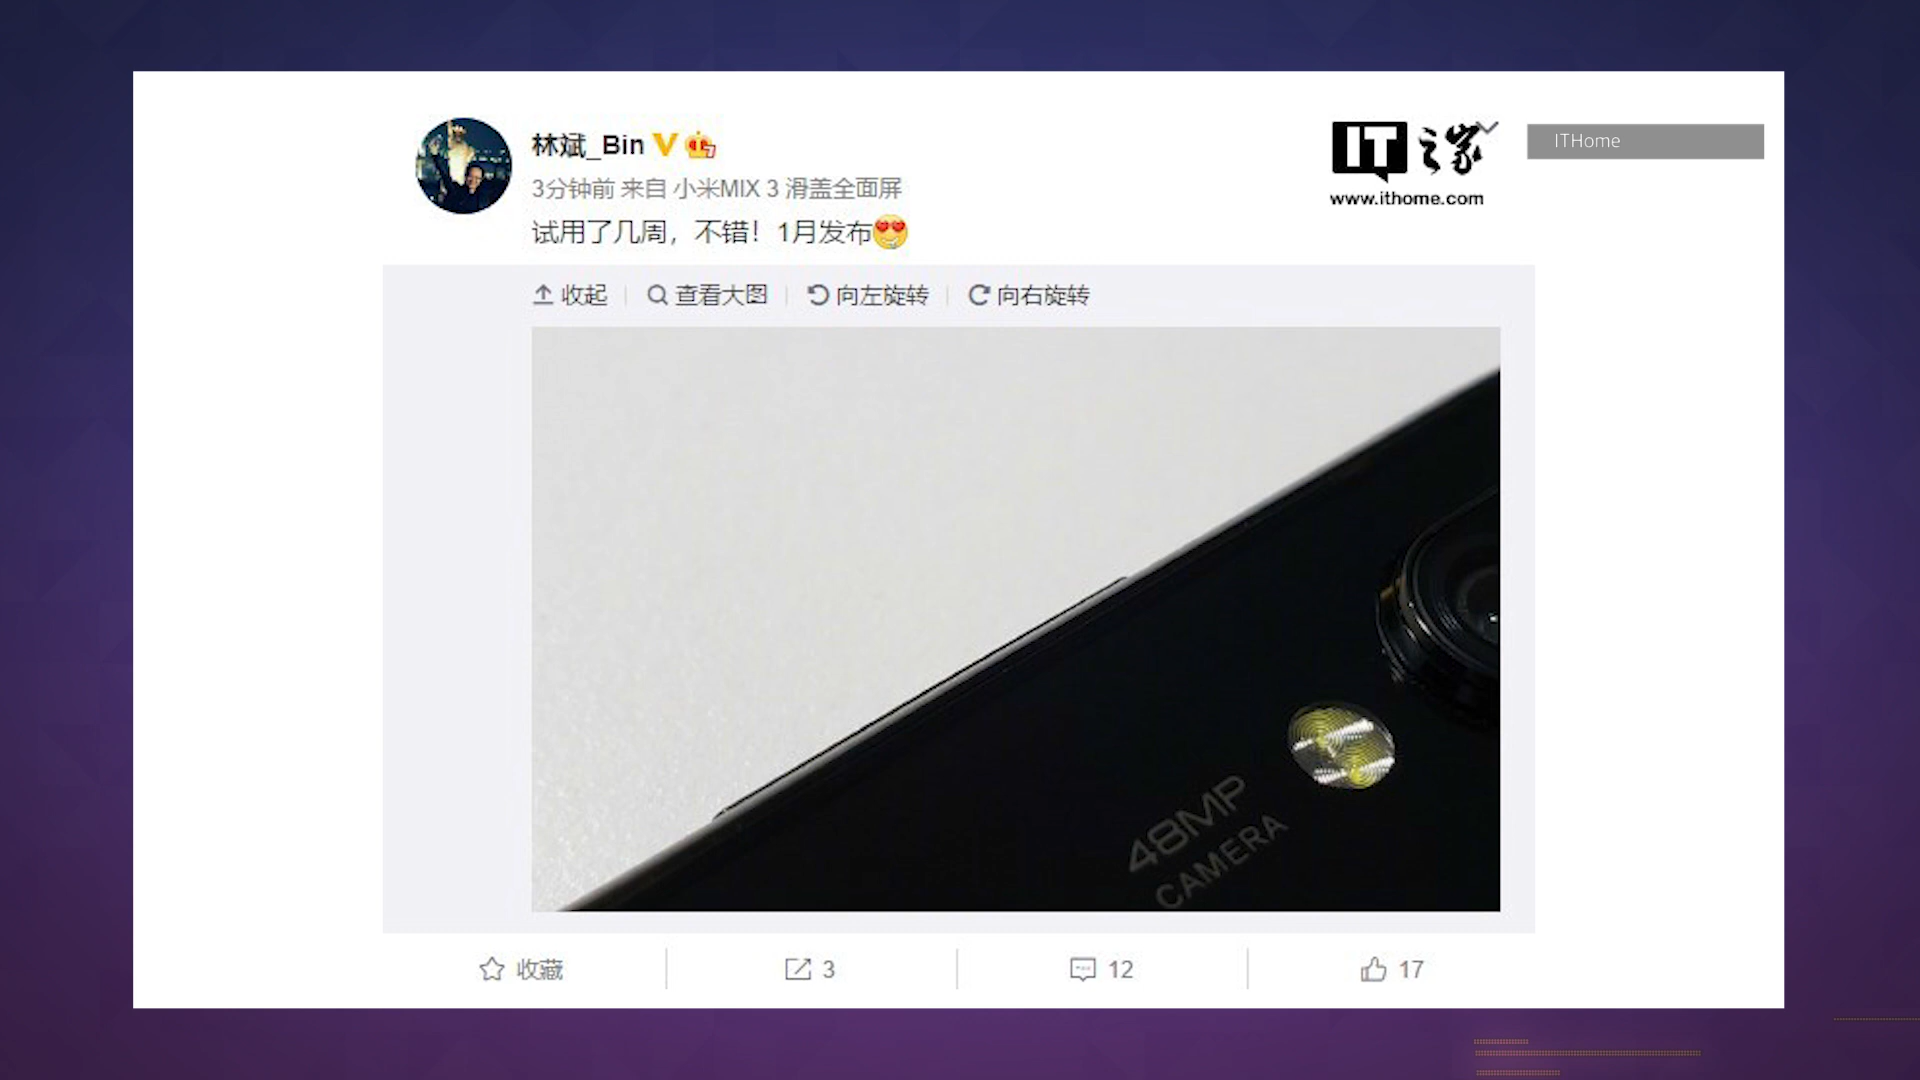 林斌_Bin
3分钟前 来自 小米MIX 3 滑盖全面屏
试用了几周，不错！1月发布
IT之家
www.ithome.com
ITHome
收起
查看大图
向左旋转
向右旋转
48MP
CAMERA
收藏
3
12
17